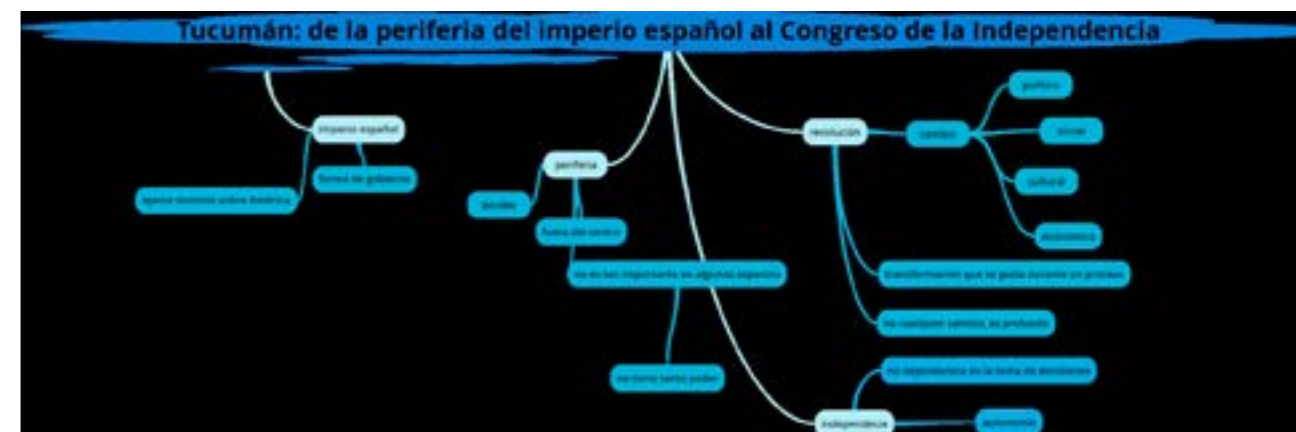 Tucumán: de la periferia del imperio español al Congreso de la Independencia
imperio español
forma de gobierno
ejerce dominio sobre América
periferia
bordes
fuera del centro
no es tan importante en algunos aspectos
no tiene tanto poder
revolución
cambio
político
social
cultural
económico
transformación que se gesta durante un proceso
no cualquier cambio, es profundo
independencia
no dependencia en la toma de decisiones
autonomía